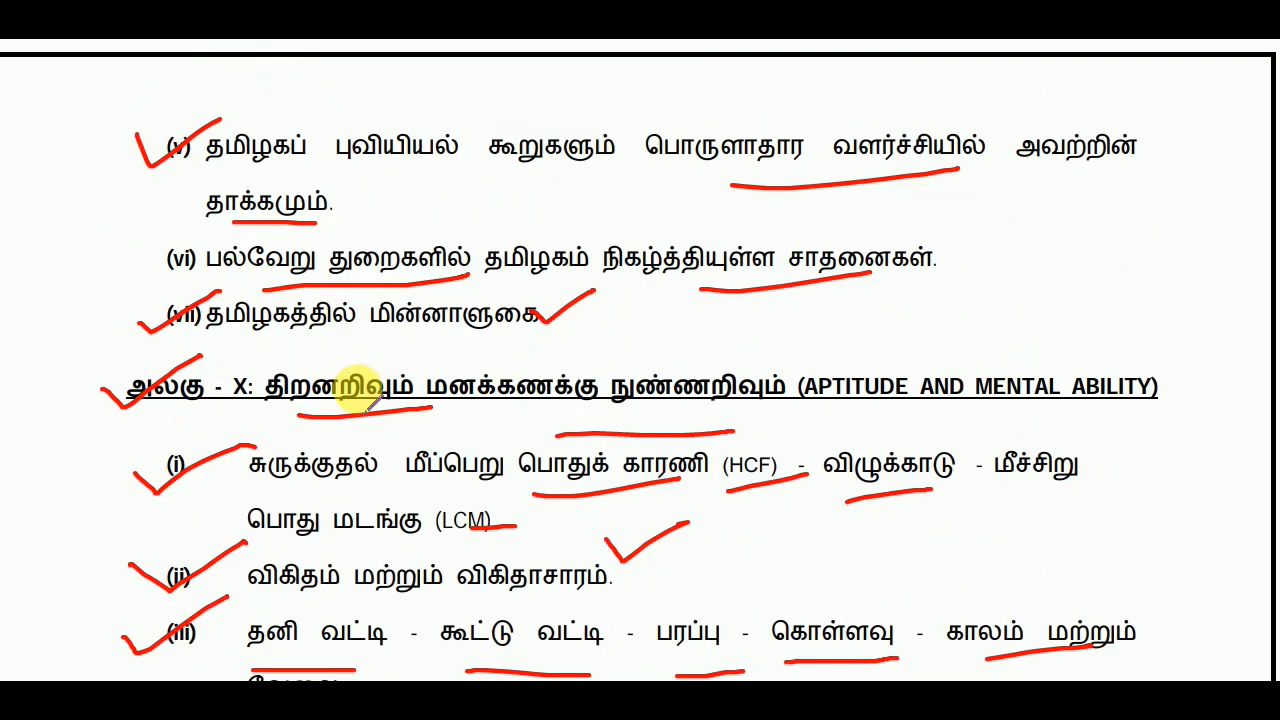 (v) தமிழகப் புவியியல் கூறுகளும் பொருளாதார வளர்ச்சியில் அவற்றின்
தாக்கமும்.
(vi) பல்வேறு துறைகளில் தமிழகம் நிகழ்த்தியுள்ள சாதனைகள்.
(vii) தமிழகத்தில் மின்னாளுகை
அலகு - X: திறனறிவும் மனக்கணக்கு நுண்ணறிவும் (APTITUDE AND MENTAL ABILITY)
(i) சுருக்குதல் மீப்பெறு பொதுக் காரணி (HCF) - விழுக்காடு - மீச்சிறு
பொது மடங்கு (LCM)
(ii) விகிதம் மற்றும் விகிதாசாரம்.
(iii) தனி வட்டி - கூட்டு வட்டி - பரப்பு - கொள்ளவு - காலம் மற்றும்